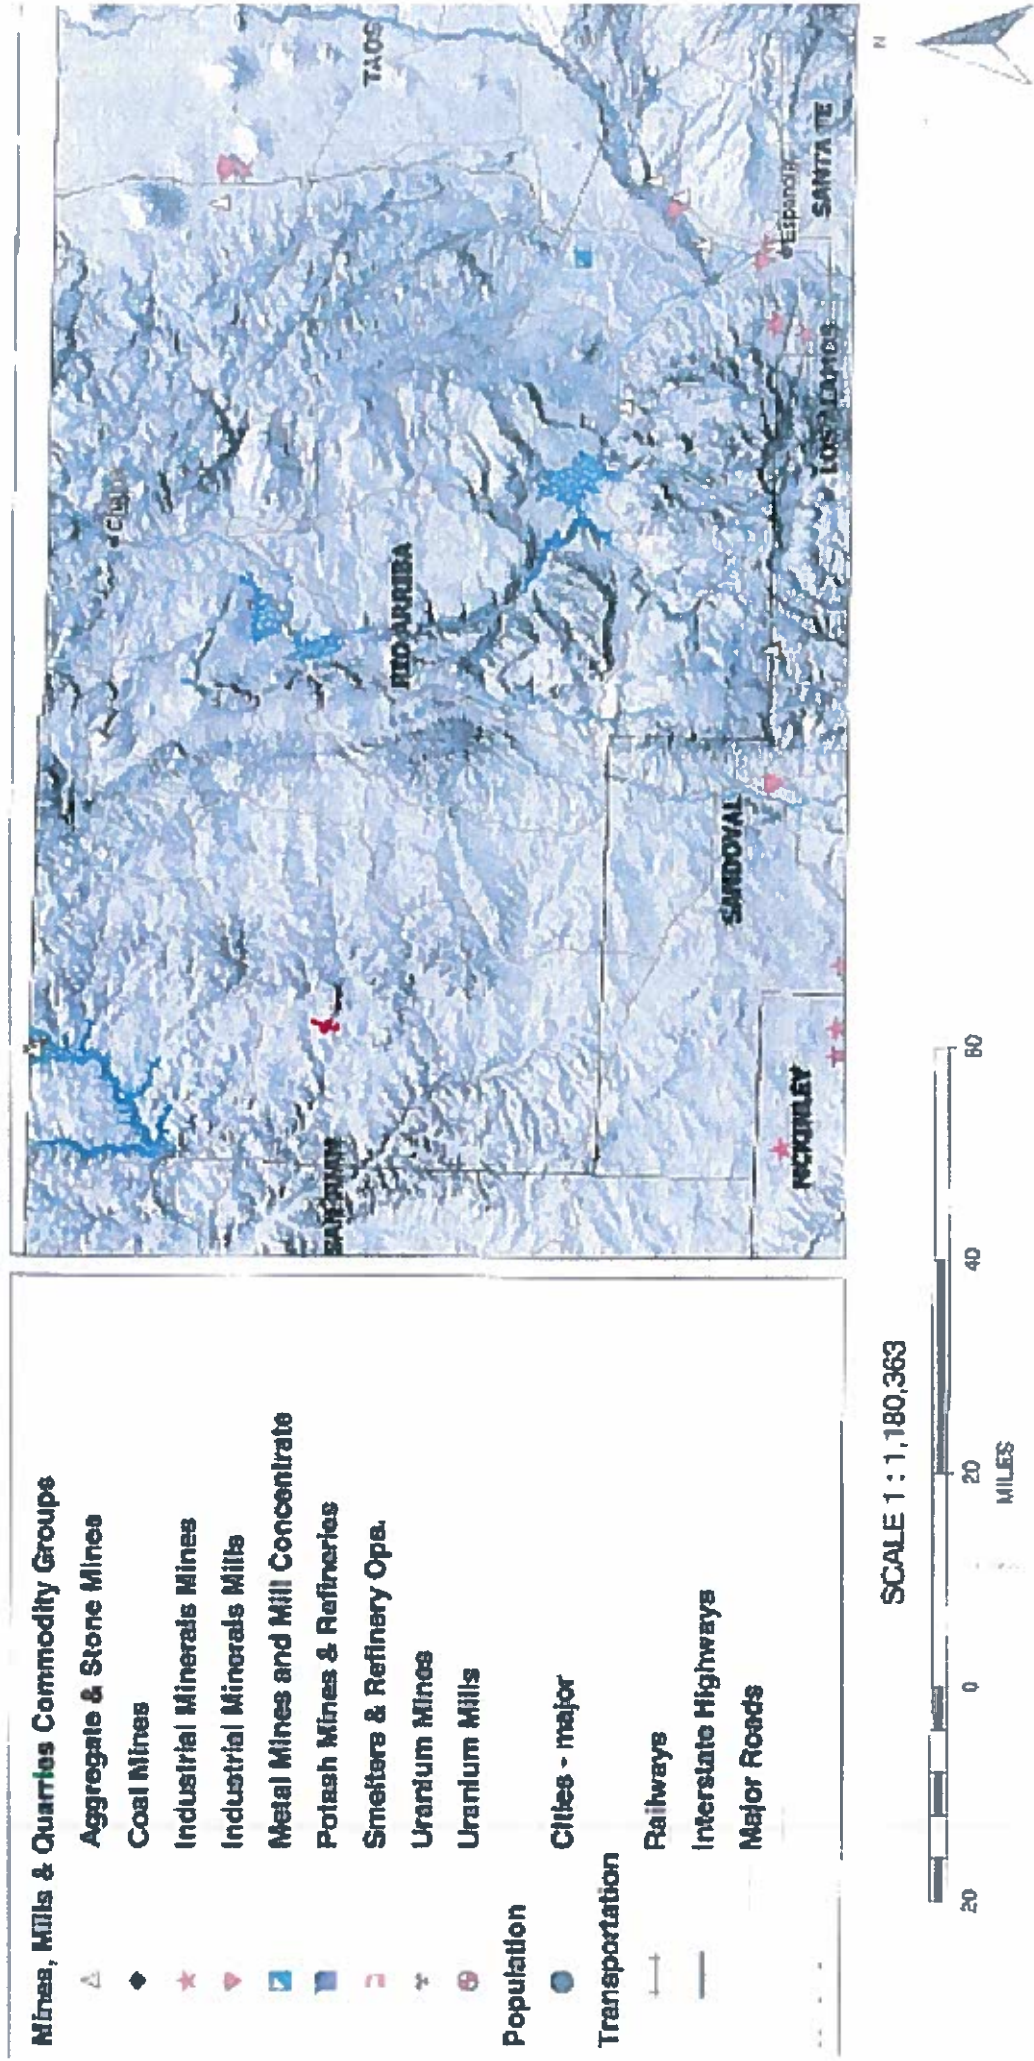 Mines, Mills & Quarries Commodity Groups
Aggregate & Stone Mines
Coal Mines
Industrial Minerals Mines
Industrial Minerals Mills
Metal Mines and Mill Concentrate
Potash Mines & Refineries
Smelters & Refinery Ops.
Uranium Mines
Uranium Mills
Population
Cities - major
Transportation
Railways
Interstate Highways
Major Roads
SAN JUAN
RIO ARRIBA
TAOS
MCKINLEY
SANDOVAL
LOS ALAMOS
SANTA FE
Espanola
SCALE 1 : 1,180,363
20
0
20
40
60
MILES
N